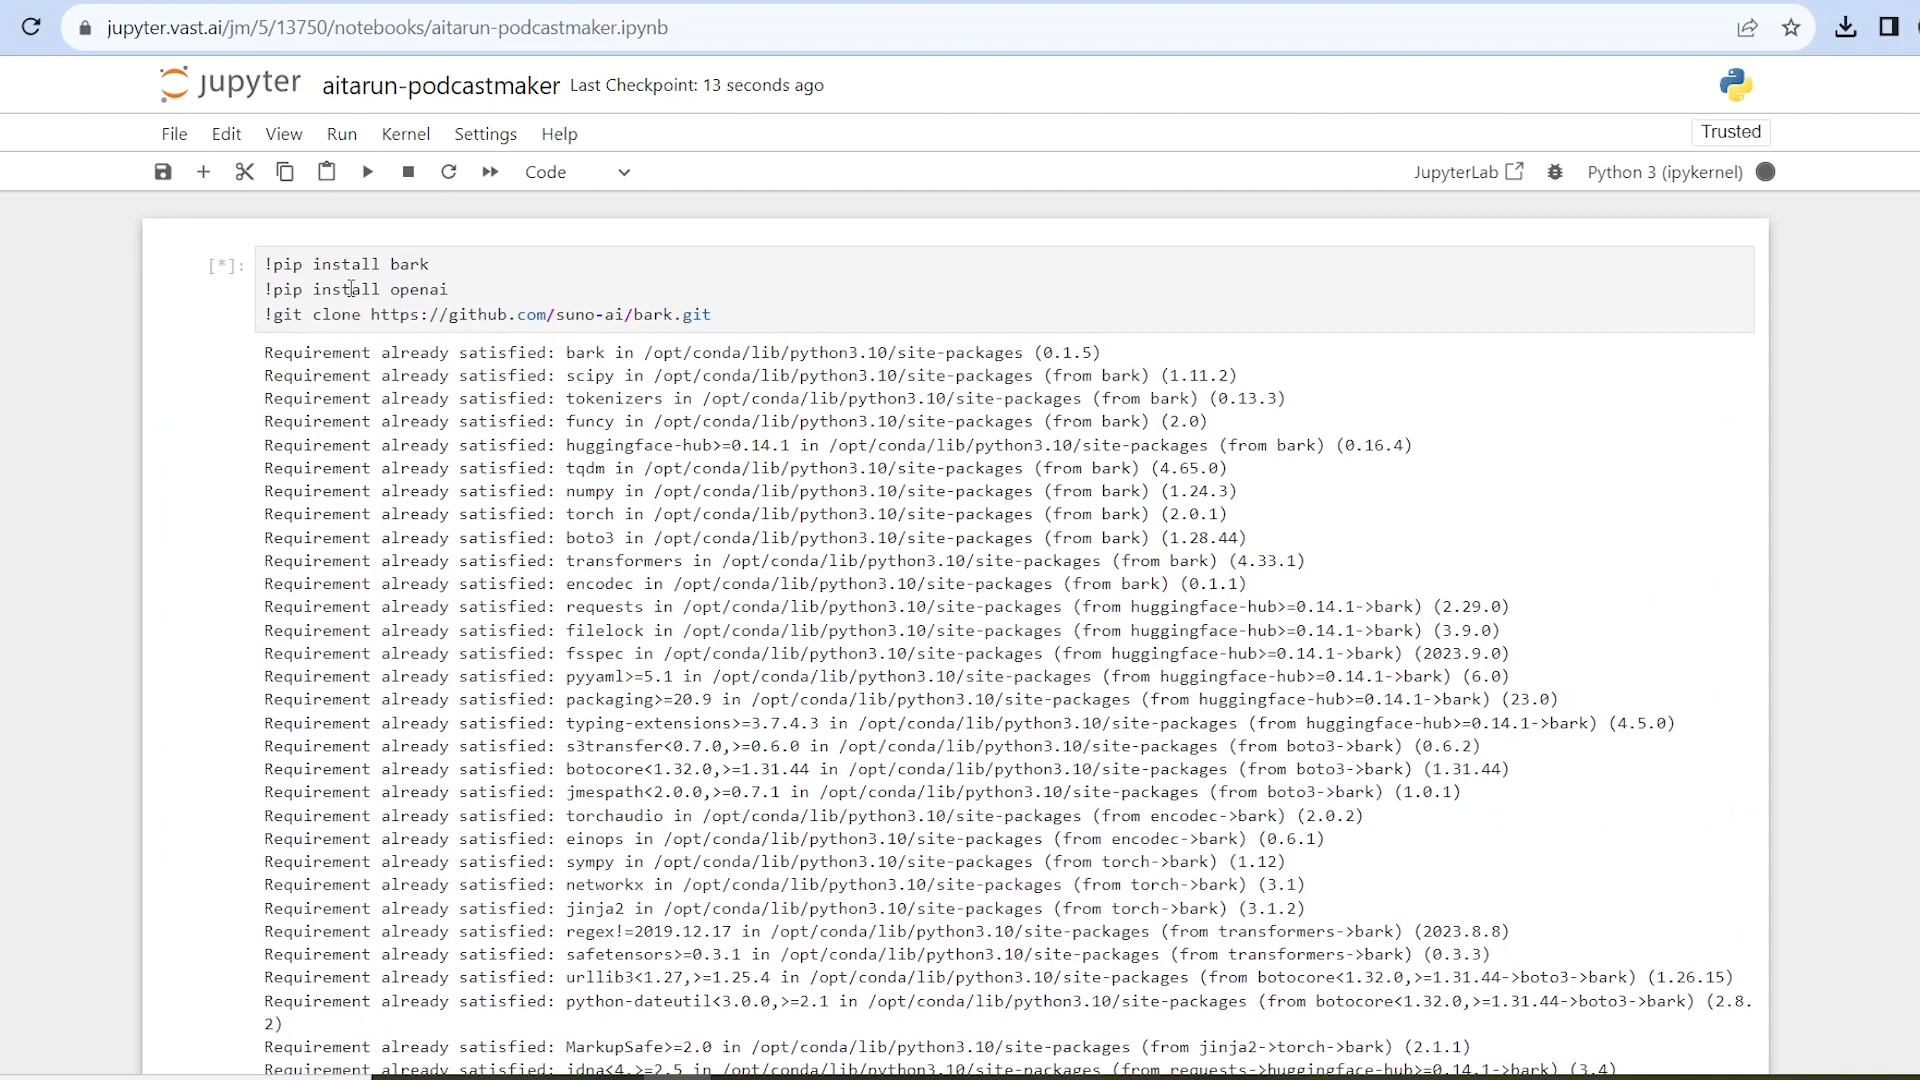 jupyter.vast.ai/jm/5/13750/notebooks/aitarun-podcastmaker.ipynb
jupyter aitarun-podcastmaker Last Checkpoint: 13 seconds ago
File Edit View Run Kernel Settings Help Trusted
Code JupyterLab Python 3 (ipykernel)
[*]: !pip install bark
!pip install openai
!git clone https://github.com/suno-ai/bark.git
Requirement already satisfied: bark in /opt/conda/lib/python3.10/site-packages (0.1.5)
Requirement already satisfied: scipy in /opt/conda/lib/python3.10/site-packages (from bark) (1.11.2)
Requirement already satisfied: tokenizers in /opt/conda/lib/python3.10/site-packages (from bark) (0.13.3)
Requirement already satisfied: funcy in /opt/conda/lib/python3.10/site-packages (from bark) (2.0)
Requirement already satisfied: huggingface-hub>=0.14.1 in /opt/conda/lib/python3.10/site-packages (from bark) (0.16.4)
Requirement already satisfied: tqdm in /opt/conda/lib/python3.10/site-packages (from bark) (4.65.0)
Requirement already satisfied: numpy in /opt/conda/lib/python3.10/site-packages (from bark) (1.24.3)
Requirement already satisfied: torch in /opt/conda/lib/python3.10/site-packages (from bark) (2.0.1)
Requirement already satisfied: boto3 in /opt/conda/lib/python3.10/site-packages (from bark) (1.28.44)
Requirement already satisfied: transformers in /opt/conda/lib/python3.10/site-packages (from bark) (4.33.1)
Requirement already satisfied: encodec in /opt/conda/lib/python3.10/site-packages (from bark) (0.1.1)
Requirement already satisfied: requests in /opt/conda/lib/python3.10/site-packages (from huggingface-hub>=0.14.1->bark) (2.29.0)
Requirement already satisfied: filelock in /opt/conda/lib/python3.10/site-packages (from huggingface-hub>=0.14.1->bark) (3.9.0)
Requirement already satisfied: fsspec in /opt/conda/lib/python3.10/site-packages (from huggingface-hub>=0.14.1->bark) (2023.9.0)
Requirement already satisfied: pyyaml>=5.1 in /opt/conda/lib/python3.10/site-packages (from huggingface-hub>=0.14.1->bark) (6.0)
Requirement already satisfied: packaging>=20.9 in /opt/conda/lib/python3.10/site-packages (from huggingface-hub>=0.14.1->bark) (23.0)
Requirement already satisfied: typing-extensions>=3.7.4.3 in /opt/conda/lib/python3.10/site-packages (from huggingface-hub>=0.14.1->bark) (4.5.0)
Requirement already satisfied: s3transfer<0.7.0,>=0.6.0 in /opt/conda/lib/python3.10/site-packages (from boto3->bark) (0.6.2)
Requirement already satisfied: botocore<1.32.0,>=1.31.44 in /opt/conda/lib/python3.10/site-packages (from boto3->bark) (1.31.44)
Requirement already satisfied: jmespath<2.0.0,>=0.7.1 in /opt/conda/lib/python3.10/site-packages (from boto3->bark) (1.0.1)
Requirement already satisfied: torchaudio in /opt/conda/lib/python3.10/site-packages (from encodec->bark) (2.0.2)
Requirement already satisfied: einops in /opt/conda/lib/python3.10/site-packages (from encodec->bark) (0.6.1)
Requirement already satisfied: sympy in /opt/conda/lib/python3.10/site-packages (from torch->bark) (1.12)
Requirement already satisfied: networkx in /opt/conda/lib/python3.10/site-packages (from torch->bark) (3.1)
Requirement already satisfied: jinja2 in /opt/conda/lib/python3.10/site-packages (from torch->bark) (3.1.2)
Requirement already satisfied: regex!=2019.12.17 in /opt/conda/lib/python3.10/site-packages (from transformers->bark) (2023.8.8)
Requirement already satisfied: safetensors>=0.3.1 in /opt/conda/lib/python3.10/site-packages (from transformers->bark) (0.3.3)
Requirement already satisfied: urllib3<1.27,>=1.25.4 in /opt/conda/lib/python3.10/site-packages (from botocore<1.32.0,>=1.31.44->boto3->bark) (1.26.15)
Requirement already satisfied: python-dateutil<3.0.0,>=2.1 in /opt/conda/lib/python3.10/site-packages (from botocore<1.32.0,>=1.31.44->boto3->bark) (2.8.
2)
Requirement already satisfied: MarkupSafe>=2.0 in /opt/conda/lib/python3.10/site-packages (from jinja2->torch->bark) (2.1.1)
Requirement already satisfied: idna<4,>=2.5 in /opt/conda/lib/python3.10/site-packages (from requests->huggingface-hub>=0.14.1->bark) (3.4)